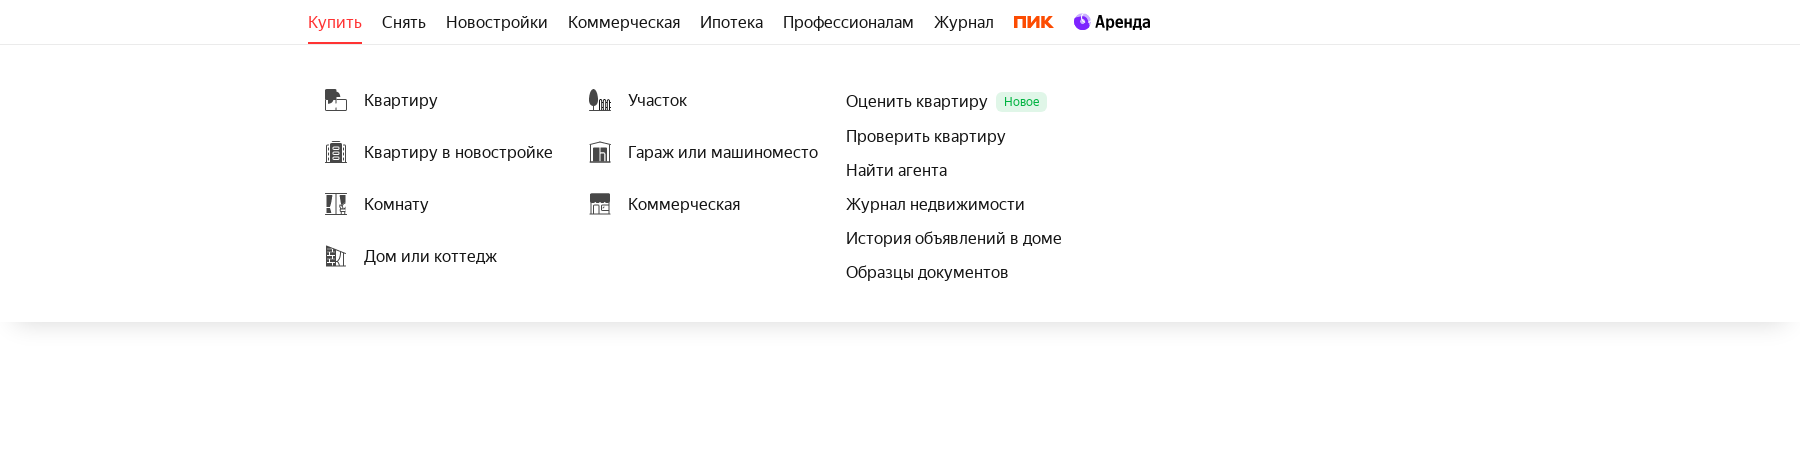 Купить Снять Новостройки Коммерческая Ипотека Профессионалам Журнал ПИК Аренда
Квартиру
Квартиру в новостройке
Комнату
Дом или коттедж
Участок
Гараж или машиноместо
Коммерческая
Оценить квартиру Новое
Проверить квартиру
Найти агента
Журнал недвижимости
История объявлений в доме
Образцы документов